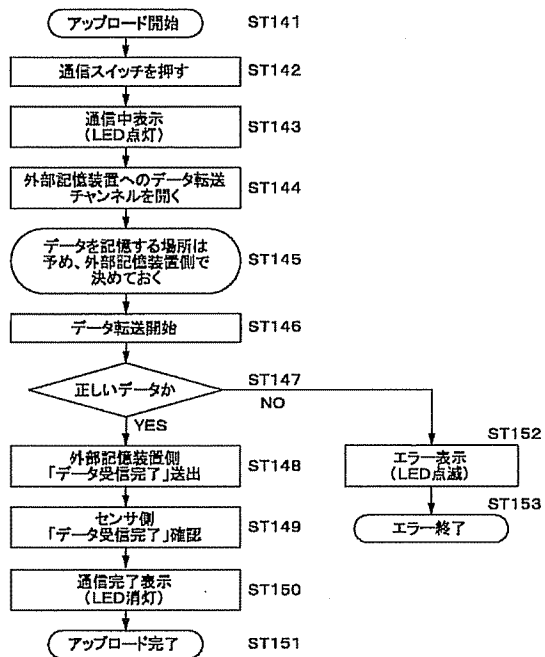 アップロード開始 ST141
通信スイッチを押す ST142
通信中表示
(LED点灯) ST143
外部記憶装置へのデータ転送
チャンネルを開く ST144
データを記憶する場所は
予め、外部記憶装置側で
決めておく ST145
データ転送開始 ST146
正しいデータか ST147
NO
YES
外部記憶装置側
「データ受信完了」送出 ST148
センサ側
「データ受信完了」確認 ST149
通信完了表示
(LED消灯) ST150
アップロード完了 ST151
ST152
エラー表示
(LED点滅)
ST153
エラー終了